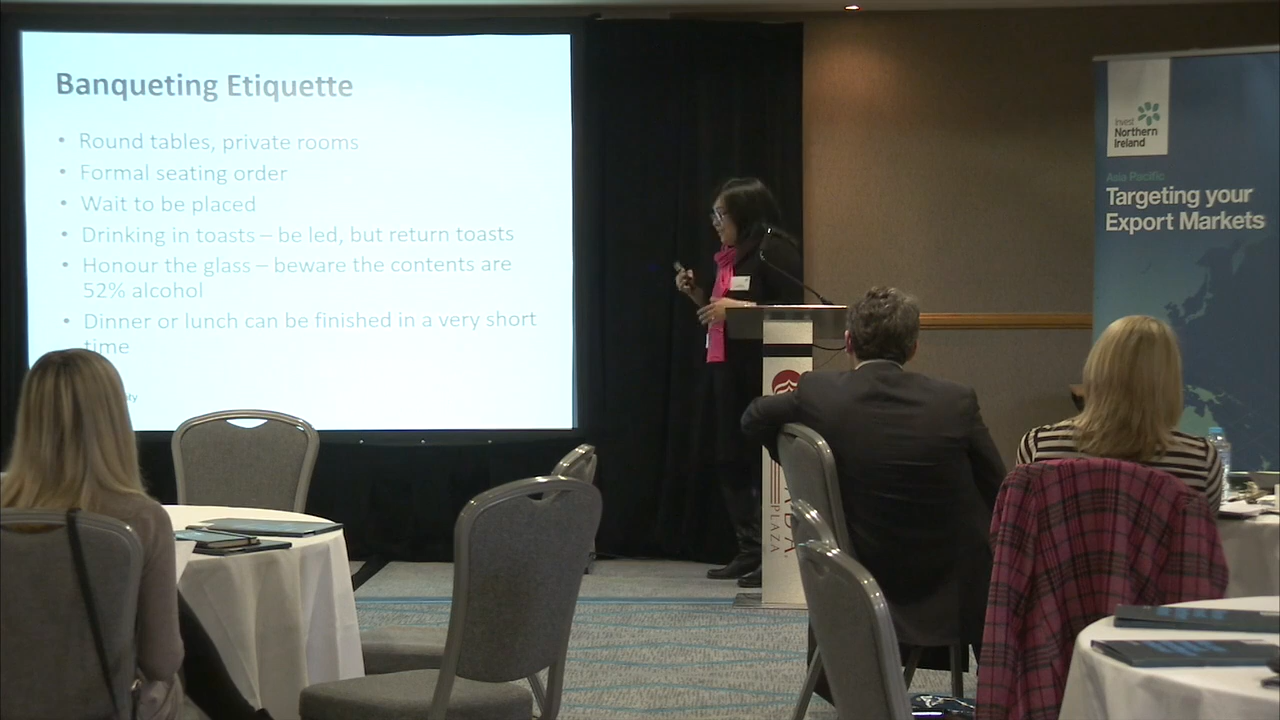 Banqueting Etiquette
• Round tables, private rooms
• Formal seating order
• Wait to be placed
• Drinking in toasts – be led, but return toasts
• Honour the glass – beware the contents are
52% alcohol
• Dinner or lunch can be finished in a very short
time
Invest
Northern
Ireland
Asia Pacific
Targeting your
Export Markets
PLAZA